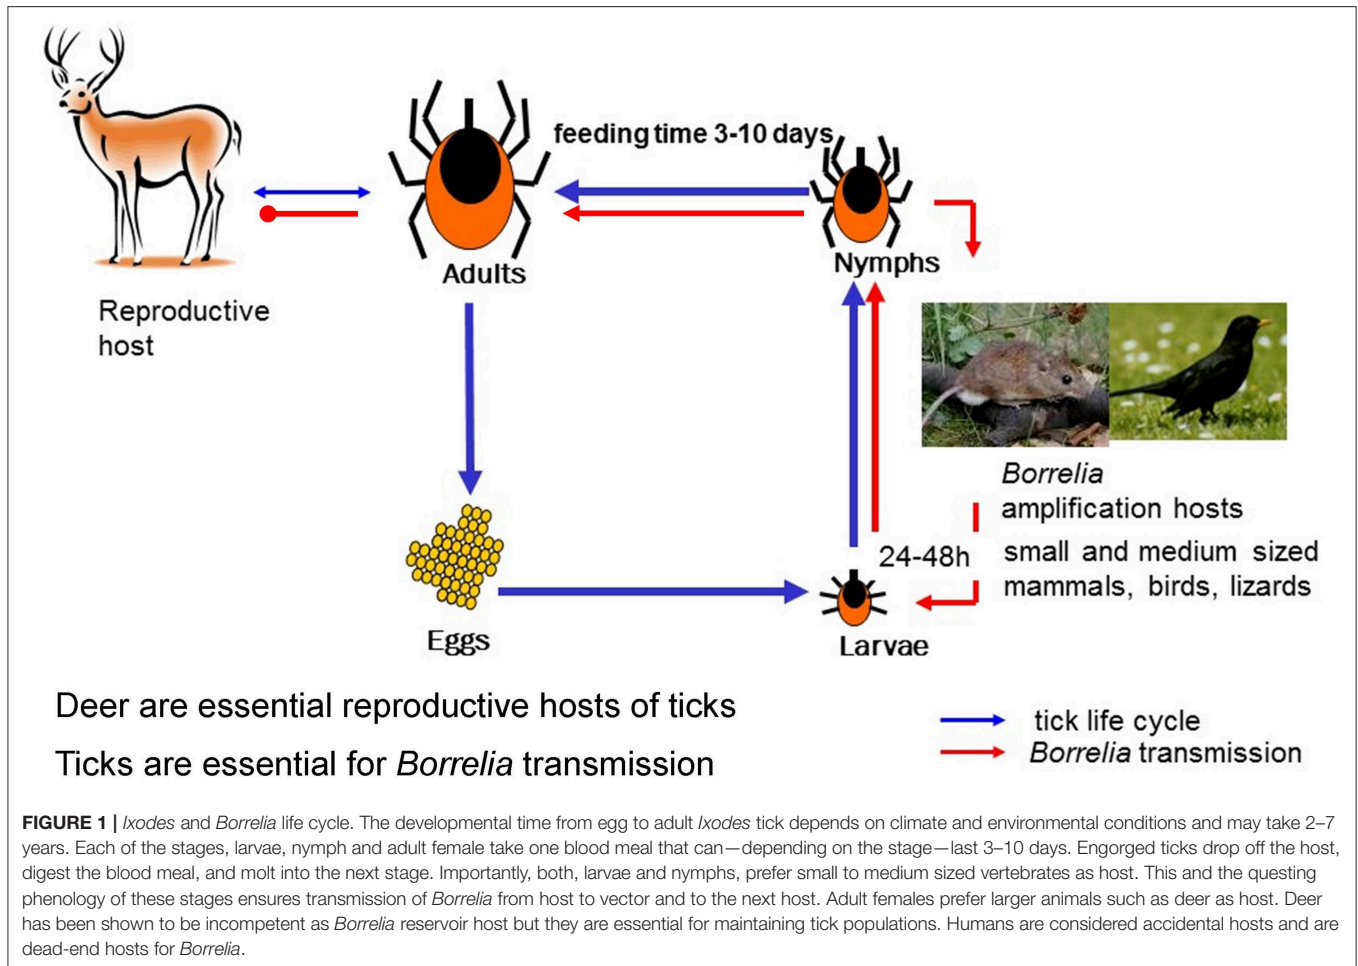 feeding time 3-10 days
Adults
Nymphs
Reproductive
host
Borrelia
amplification hosts
24-48h
small and medium sized
mammals, birds, lizards
Eggs
Larvae
Deer are essential reproductive hosts of ticks
Ticks are essential for Borrelia transmission
tick life cycle
Borrelia transmission
FIGURE 1 | Ixodes and Borrelia life cycle. The developmental time from egg to adult Ixodes tick depends on climate and environmental conditions and may take 2–7
years. Each of the stages, larvae, nymph and adult female take one blood meal that can—depending on the stage—last 3–10 days. Engorged ticks drop off the host,
digest the blood meal, and molt into the next stage. Importantly, both, larvae and nymphs, prefer small to medium sized vertebrates as host. This and the questing
phenology of these stages ensures transmission of Borrelia from host to vector and to the next host. Adult females prefer larger animals such as deer as host. Deer
has been shown to be incompetent as Borrelia reservoir host but they are essential for maintaining tick populations. Humans are considered accidental hosts and are
dead-end hosts for Borrelia.